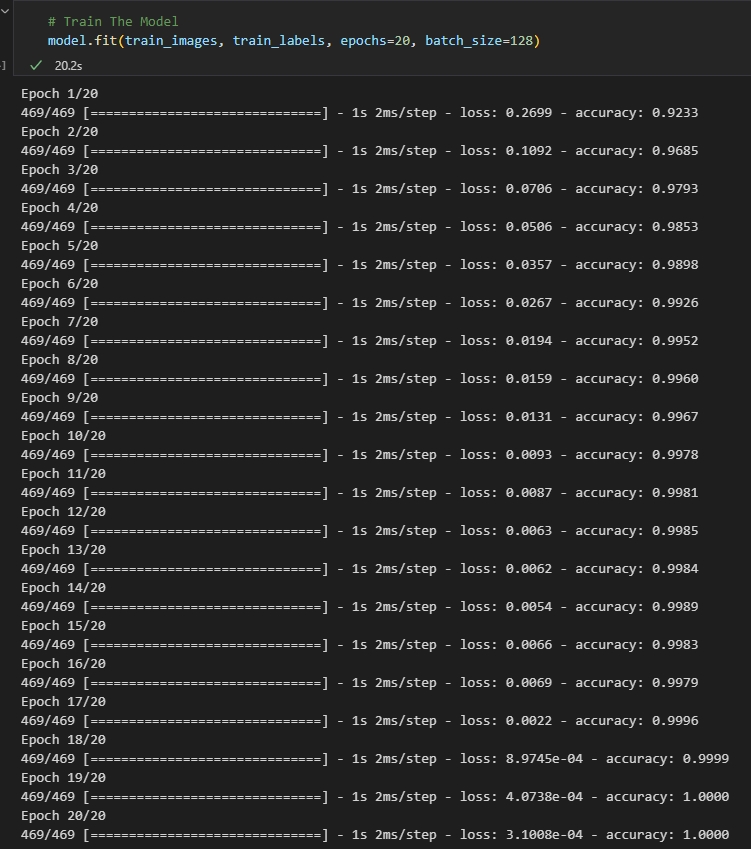 # Train The Model
model.fit(train_images, train_labels, epochs=20, batch_size=128)
✓ 20.2s
Epoch 1/20
469/469 [==============================] - 1s 2ms/step - loss: 0.2699 - accuracy: 0.9233
Epoch 2/20
469/469 [==============================] - 1s 2ms/step - loss: 0.1092 - accuracy: 0.9685
Epoch 3/20
469/469 [==============================] - 1s 2ms/step - loss: 0.0706 - accuracy: 0.9793
Epoch 4/20
469/469 [==============================] - 1s 2ms/step - loss: 0.0506 - accuracy: 0.9853
Epoch 5/20
469/469 [==============================] - 1s 2ms/step - loss: 0.0357 - accuracy: 0.9898
Epoch 6/20
469/469 [==============================] - 1s 2ms/step - loss: 0.0267 - accuracy: 0.9926
Epoch 7/20
469/469 [==============================] - 1s 2ms/step - loss: 0.0194 - accuracy: 0.9952
Epoch 8/20
469/469 [==============================] - 1s 2ms/step - loss: 0.0159 - accuracy: 0.9960
Epoch 9/20
469/469 [==============================] - 1s 2ms/step - loss: 0.0131 - accuracy: 0.9967
Epoch 10/20
469/469 [==============================] - 1s 2ms/step - loss: 0.0093 - accuracy: 0.9978
Epoch 11/20
469/469 [==============================] - 1s 2ms/step - loss: 0.0087 - accuracy: 0.9981
Epoch 12/20
469/469 [==============================] - 1s 2ms/step - loss: 0.0063 - accuracy: 0.9985
Epoch 13/20
469/469 [==============================] - 1s 2ms/step - loss: 0.0062 - accuracy: 0.9984
Epoch 14/20
469/469 [==============================] - 1s 2ms/step - loss: 0.0054 - accuracy: 0.9989
Epoch 15/20
469/469 [==============================] - 1s 2ms/step - loss: 0.0066 - accuracy: 0.9983
Epoch 16/20
469/469 [==============================] - 1s 2ms/step - loss: 0.0069 - accuracy: 0.9979
Epoch 17/20
469/469 [==============================] - 1s 2ms/step - loss: 0.0022 - accuracy: 0.9996
Epoch 18/20
469/469 [==============================] - 1s 2ms/step - loss: 8.9745e-04 - accuracy: 0.9999
Epoch 19/20
469/469 [==============================] - 1s 2ms/step - loss: 4.0738e-04 - accuracy: 1.0000
Epoch 20/20
469/469 [==============================] - 1s 2ms/step - loss: 3.1008e-04 - accuracy: 1.0000